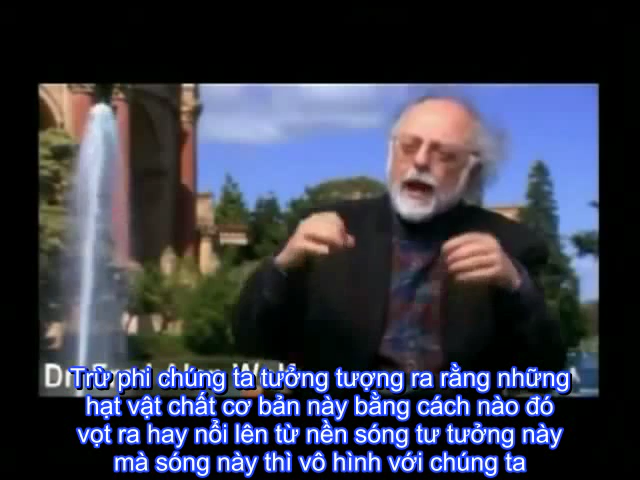 Dr.
Trừ phi chúng ta tưởng tượng ra rằng những
hạt vật chất cơ bản này bằng cách nào đó
vọt ra hay nổi lên từ nền sóng tư tưởng này
mà sóng này thì vô hình với chúng ta